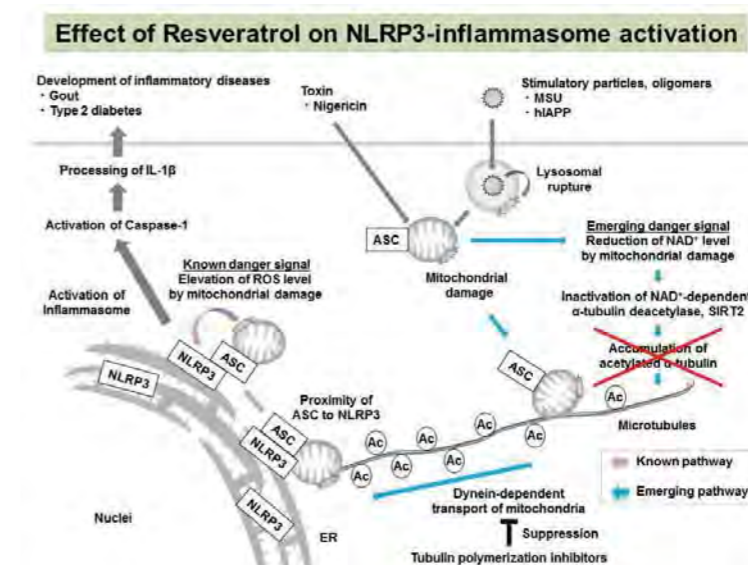 Effect of Resveratrol on NLRP3-inflammasome activation
Development of inflammatory diseases
・Gout
・Type 2 diabetes
Toxin
・Nigericin
Stimulatory particles, oligomers
・MSU
・hIAPP
Processing of IL-1β
Lysosomal
rupture
Activation of Caspase-1
ASC
Emerging danger signal
Reduction of NAD⁺ level
by mitochondrial damage
Known danger signal
Elevation of ROS level
by mitochondrial damage
Mitochondrial
damage
Activation of
Inflammasome
Inactivation of NAD⁺-dependent
α-tubulin deacetylase, SIRT2
Accumulation of
acetylated α-tubulin
NLRP3
ASC
NLRP3
ASC
Proximity of
ASC to NLRP3
ASC
NLRP3
Ac
Ac
Ac
Ac
Ac
Ac
Ac
Ac
Microtubules
Known pathway
Emerging pathway
NLRP3
Dynein-dependent
transport of mitochondria
Nuclei
ER
Suppression
Tubulin polymerization inhibitors